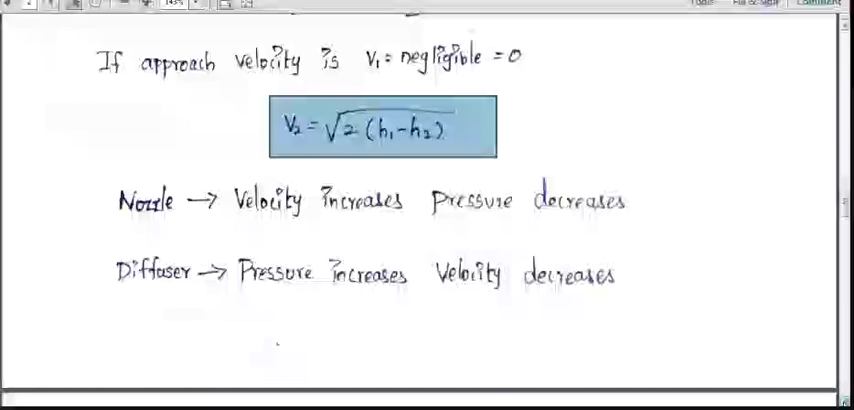 If approach velocity is V₁ = negligible = 0
V₂ = √2 (h₁-h₂)
Nozzle → Velocity increases pressure decreases
Diffuser → Pressure increases Velocity decreases